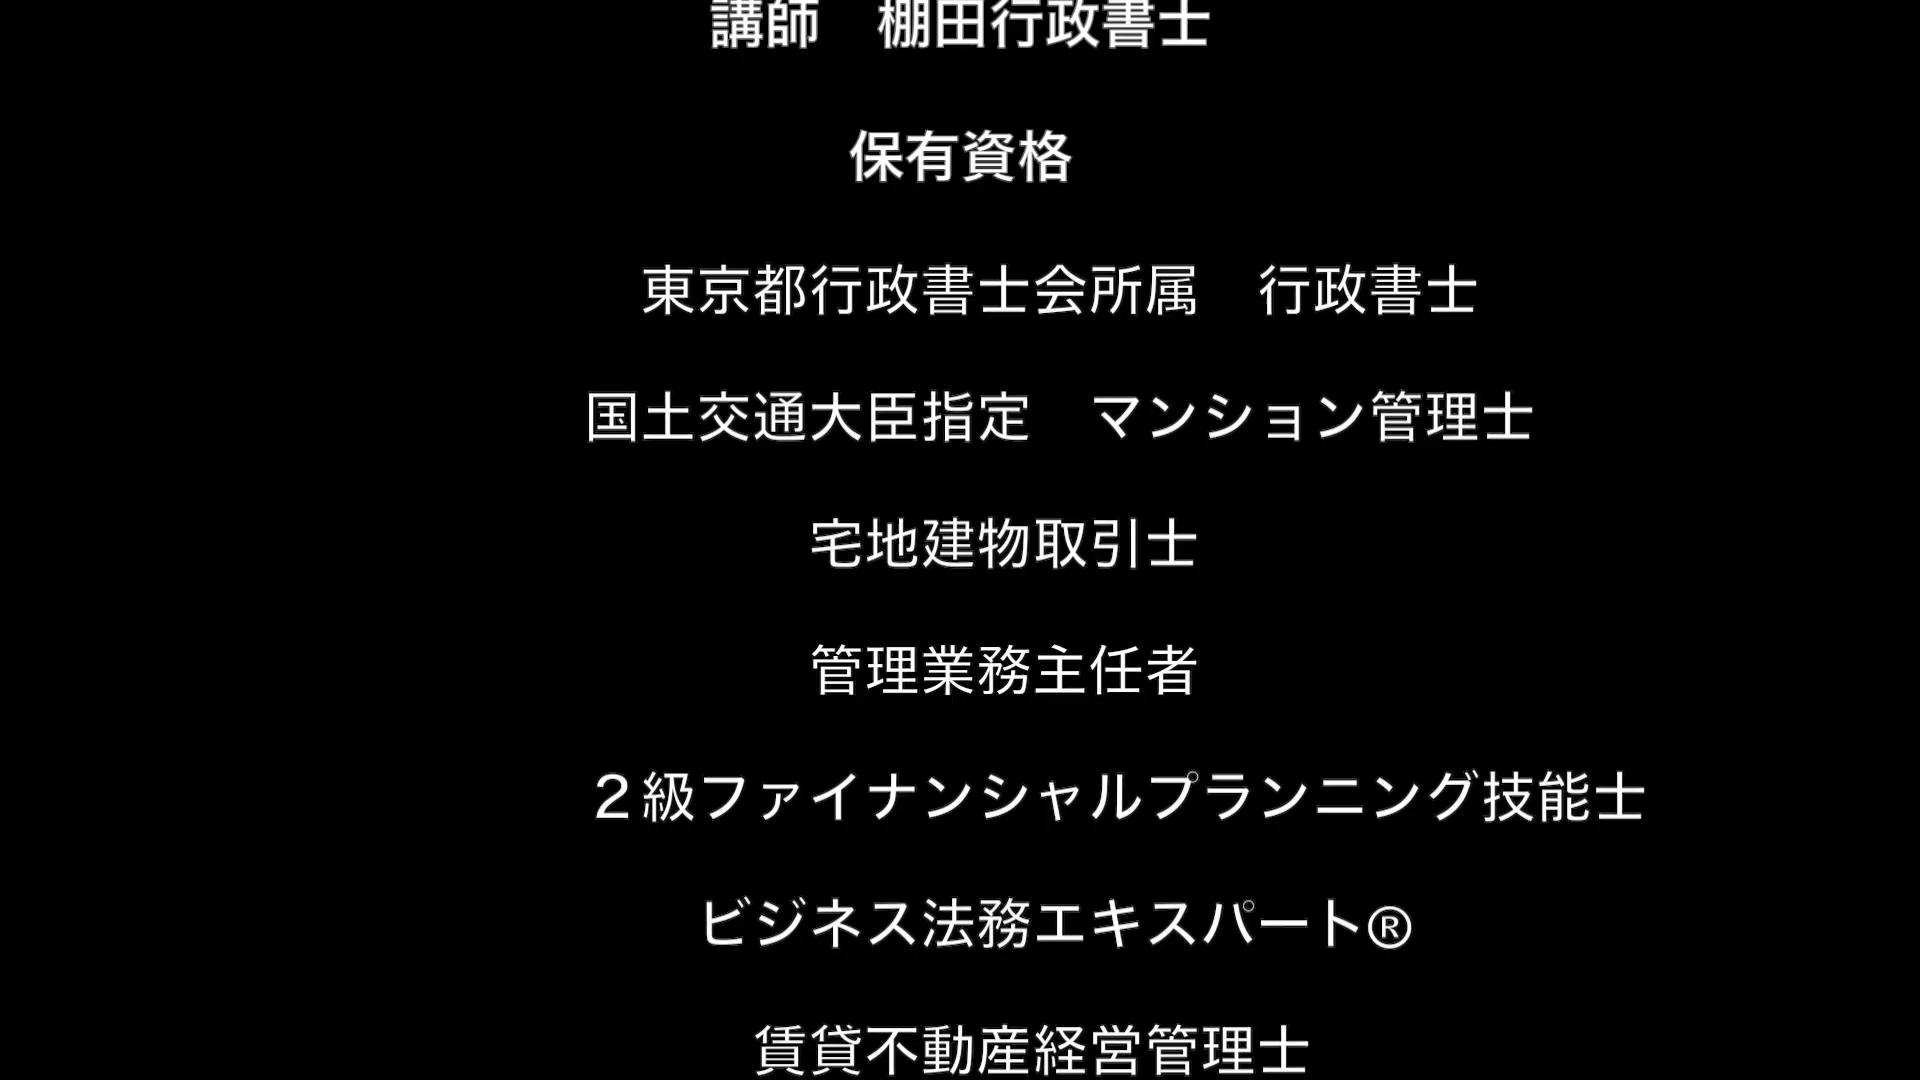 講師　棚田行政書士
保有資格
東京都行政書士会所属　行政書士
国土交通大臣指定　マンション管理士
宅地建物取引士
管理業務主任者
２級ファイナンシャルプランニング技能士
ビジネス法務エキスパート®
賃貸不動産経営管理士